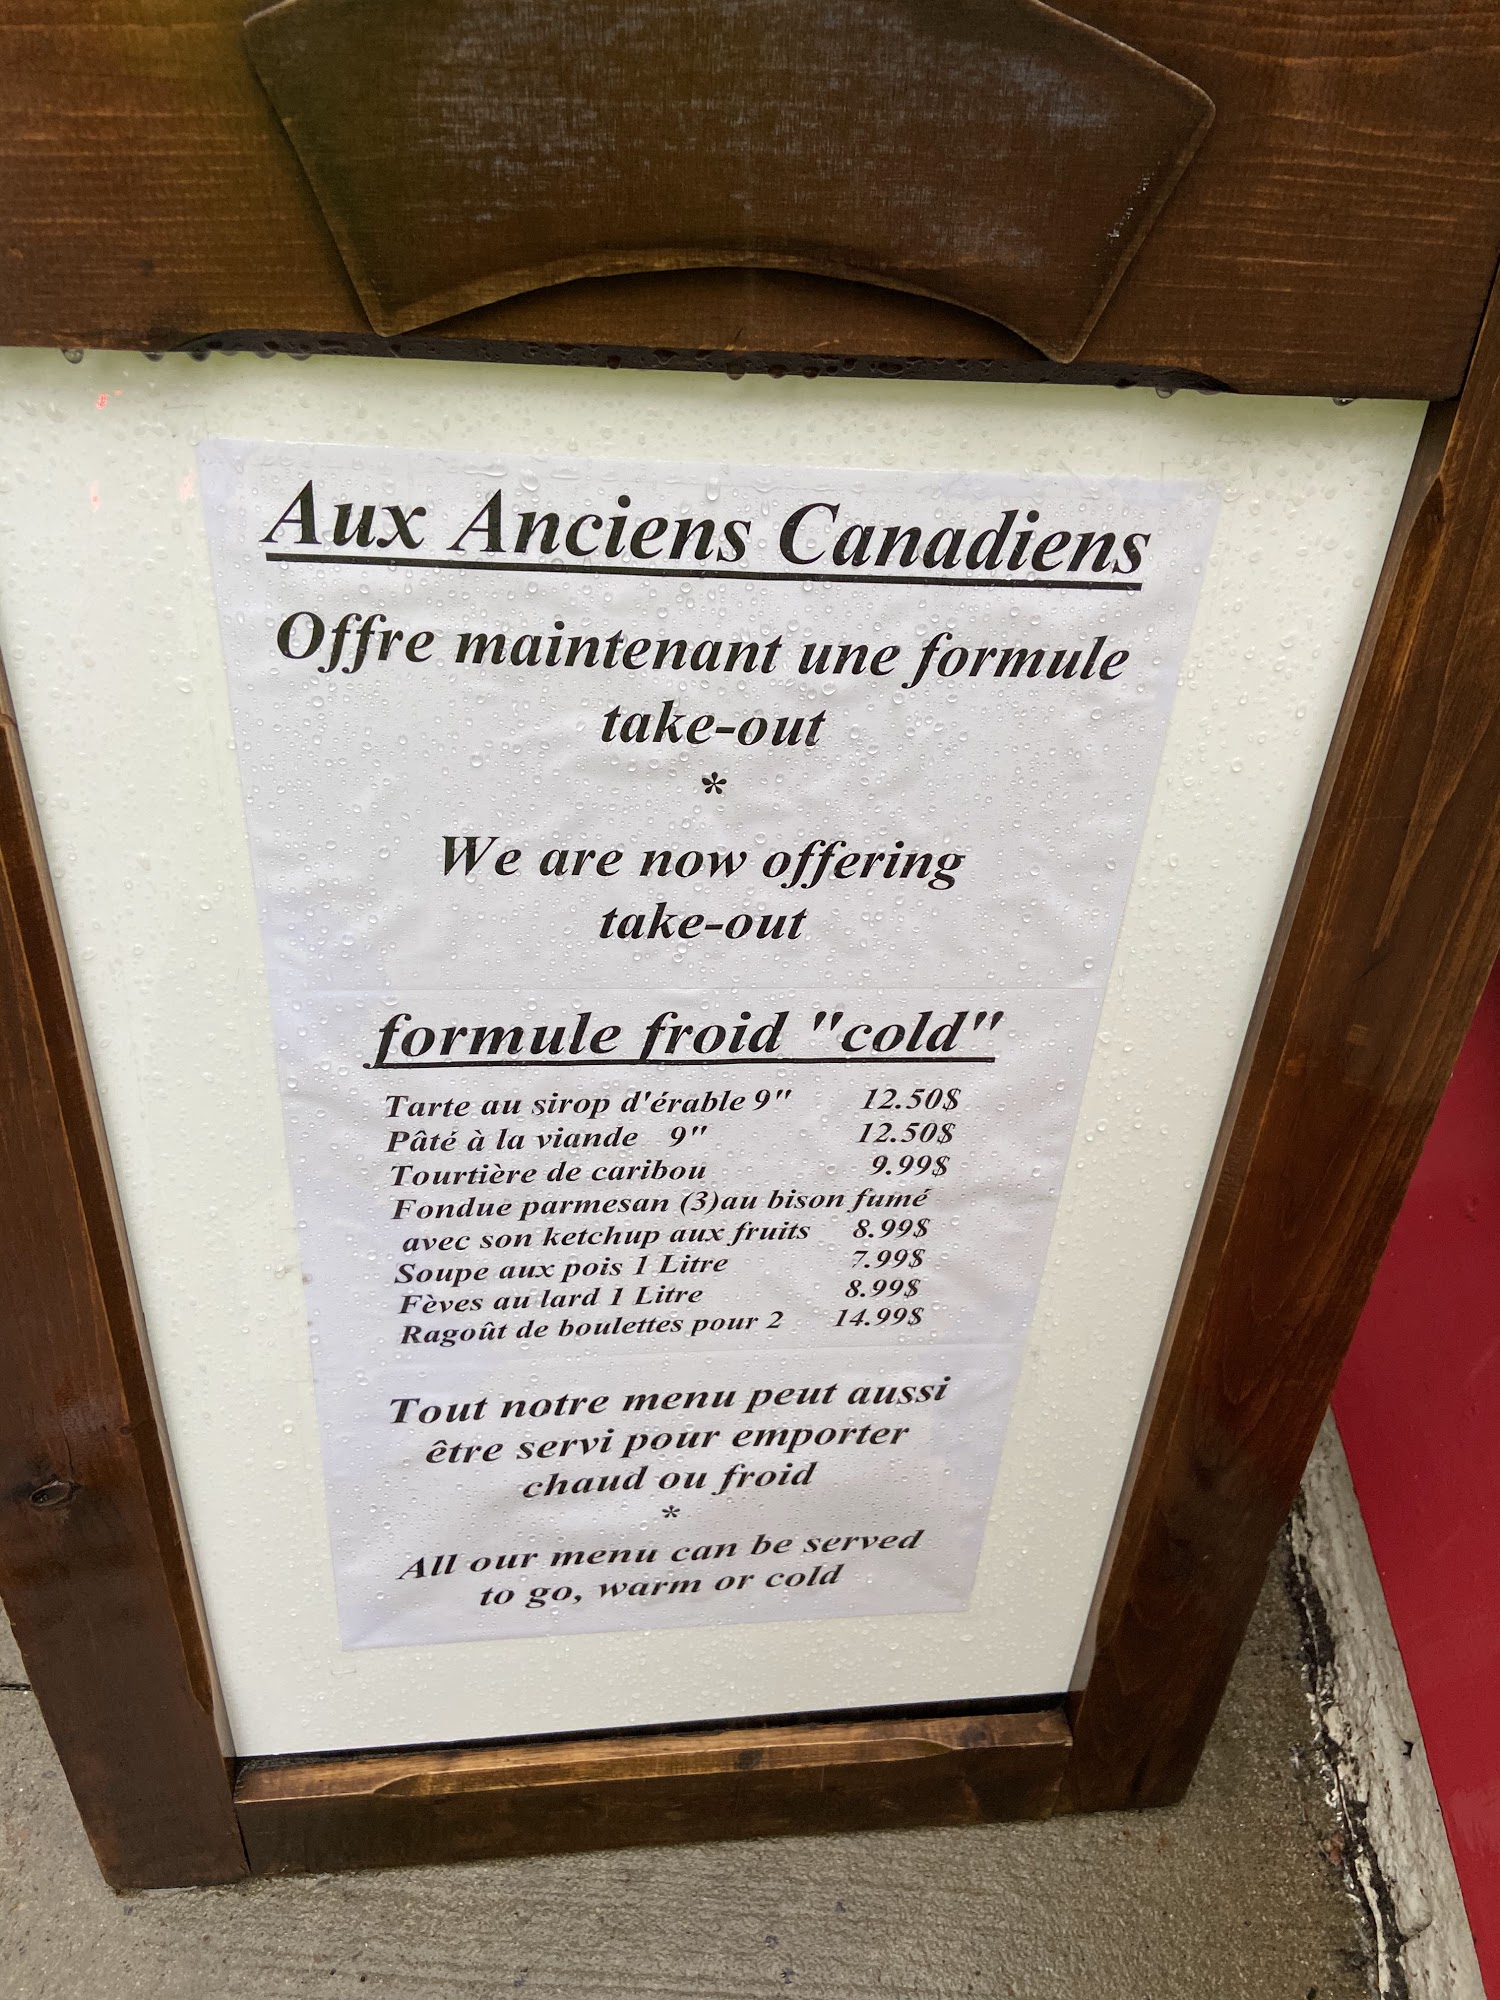 Aux Anciens Canadiens
Offre maintenant une formule
take-out
*
We are now offering
take-out
formule froid "cold"
Tarte au sirop d'érable 9" 12.50$
Pâté à la viande 9" 12.50$
Tourtière de caribou 9.99$
Fondue parmesan (3)au bison fumé
avec son ketchup aux fruits 8.99$
Soupe aux pois 1 Litre 7.99$
Fèves au lard 1 Litre 8.99$
Ragoût de boulettes pour 2 14.99$
Tout notre menu peut aussi
être servi pour emporter
chaud ou froid
*
All our menu can be served
to go, warm or cold